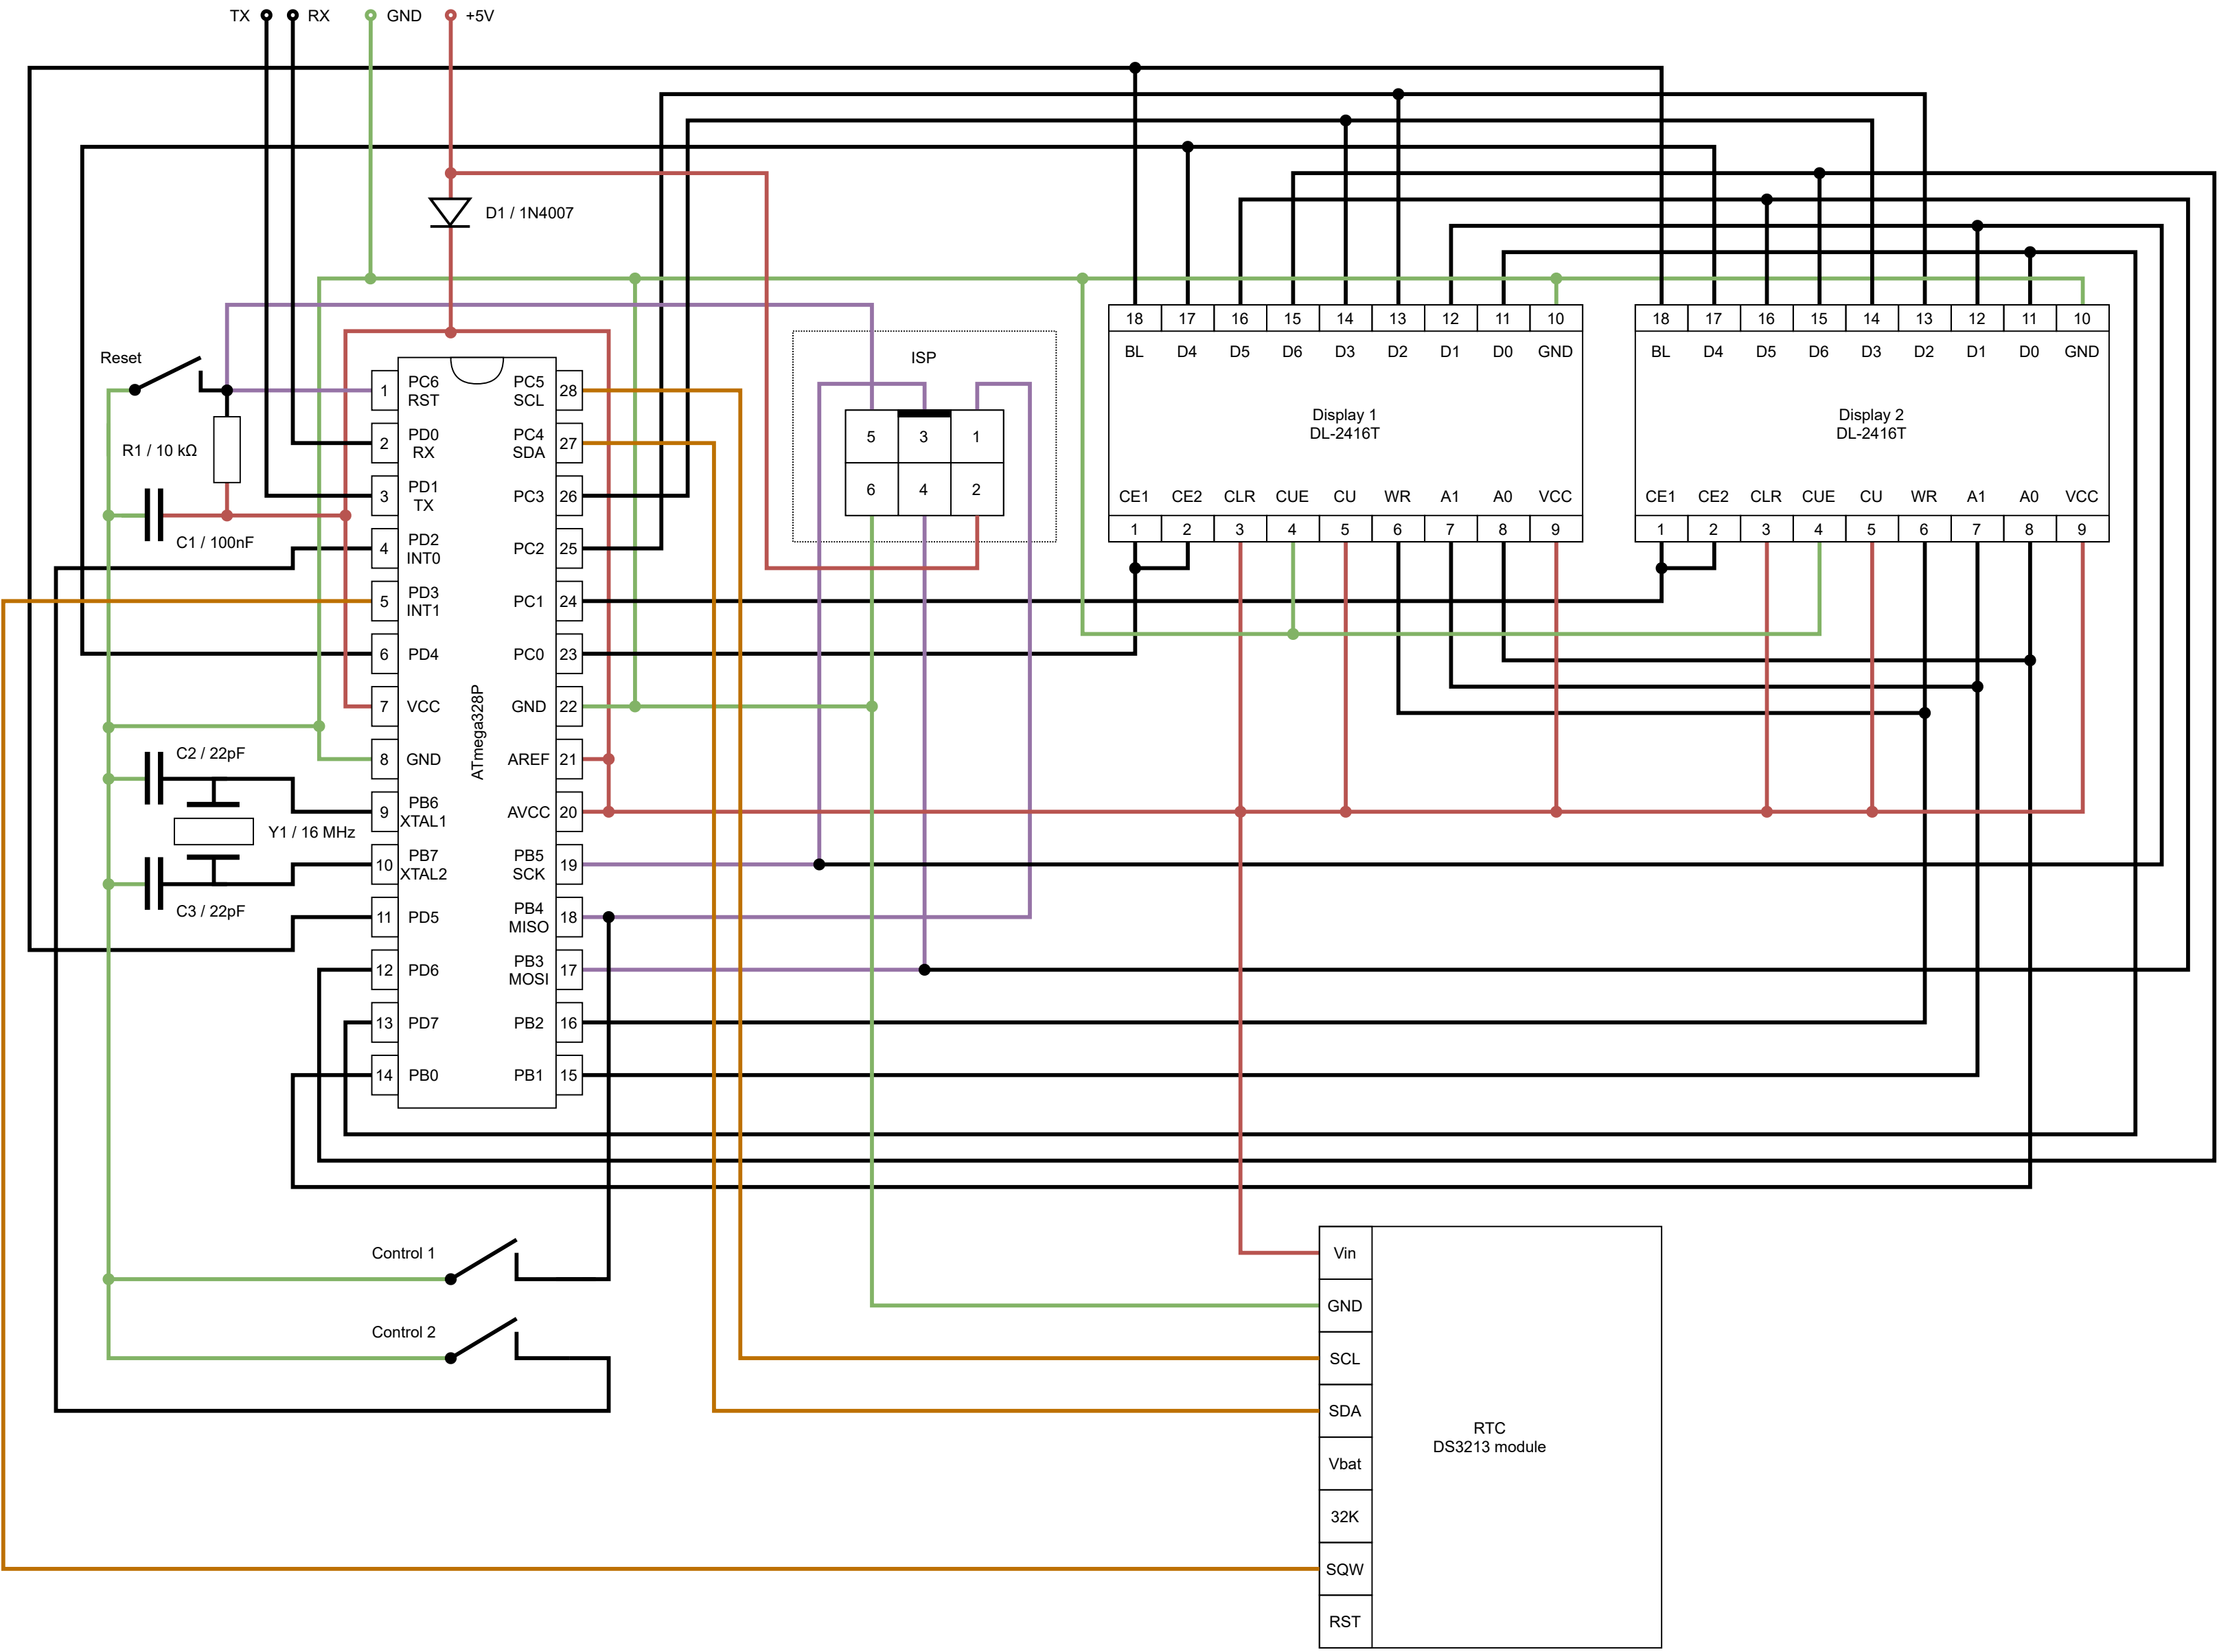 TX
RX
GND
+5V
D1 / 1N4007
Reset
R1 / 10 kΩ
C1 / 100nF
C2 / 22pF
Y1 / 16 MHz
C3 / 22pF
ATmega328P
1 PC6
RST
2 PD0
RX
3 PD1
TX
4 PD2
INT0
5 PD3
INT1
6 PD4
7 VCC
8 GND
9 PB6
XTAL1
10 PB7
XTAL2
11 PD5
12 PD6
13 PD7
14 PB0
PC5 28
SCL
PC4 27
SDA
PC3 26
PC2 25
PC1 24
PC0 23
GND 22
AREF 21
AVCC 20
PB5 19
SCK
PB4 18
MISO
PB3 17
MOSI
PB2 16
PB1 15
ISP
5 3 1
6 4 2
18 17 16 15 14 13 12 11 10
BL D4 D5 D6 D3 D2 D1 D0 GND
Display 1
DL-2416T
CE1 CE2 CLR CUE CU WR A1 A0 VCC
1 2 3 4 5 6 7 8 9
18 17 16 15 14 13 12 11 10
BL D4 D5 D6 D3 D2 D1 D0 GND
Display 2
DL-2416T
CE1 CE2 CLR CUE CU WR A1 A0 VCC
1 2 3 4 5 6 7 8 9
Control 1
Control 2
Vin
GND
SCL
SDA
Vbat
32K
SQW
RST
RTC
DS3213 module